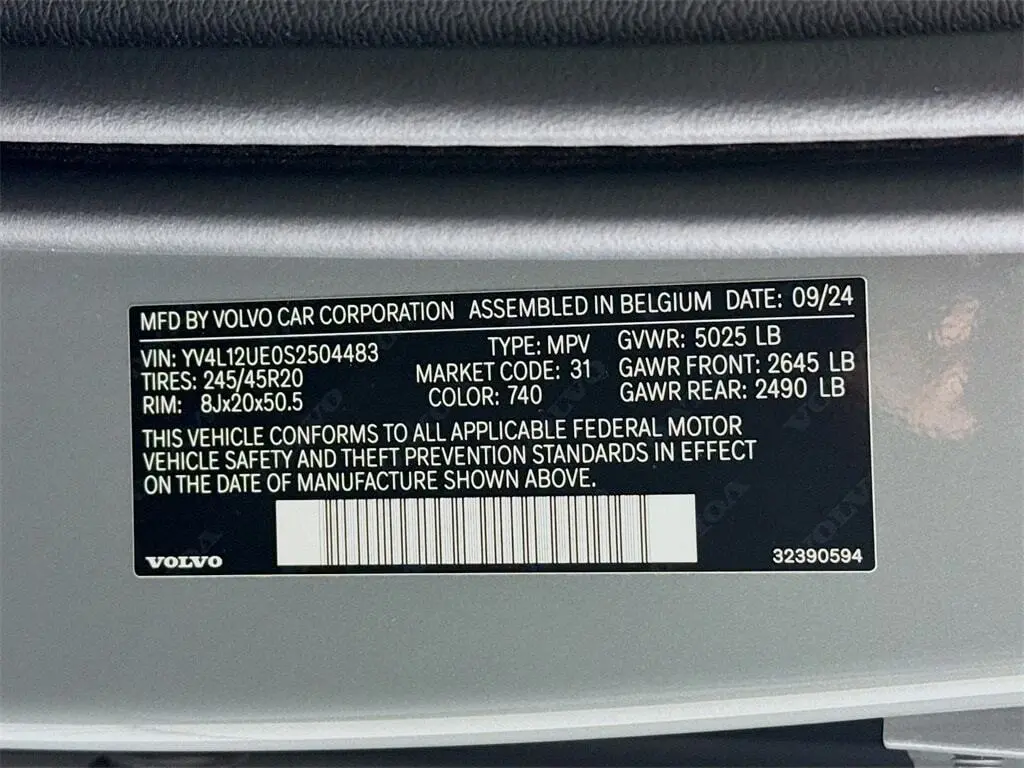 MFD BY VOLVO CAR CORPORATION ASSEMBLED IN BELGIUM DATE: 09/24
VIN: YV4L12UE0S2504483 TYPE: MPV GVWR: 5025 LB
TIRES: 245/45R20 MARKET CODE: 31 GAWR FRONT: 2645 LB
RIM: 8Jx20x50.5 COLOR: 740 GAWR REAR: 2490 LB
THIS VEHICLE CONFORMS TO ALL APPLICABLE FEDERAL MOTOR
VEHICLE SAFETY AND THEFT PREVENTION STANDARDS IN EFFECT
ON THE DATE OF MANUFACTURE SHOWN ABOVE.
VOLVO 32390594